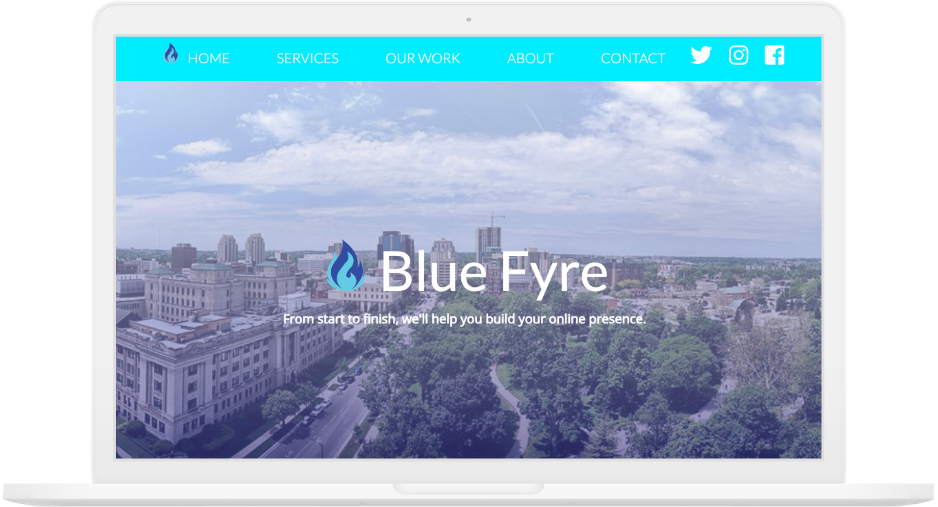 HOME SERVICES OUR WORK ABOUT CONTACT
Blue Fyre
From start to finish, we'll help you build your online presence.